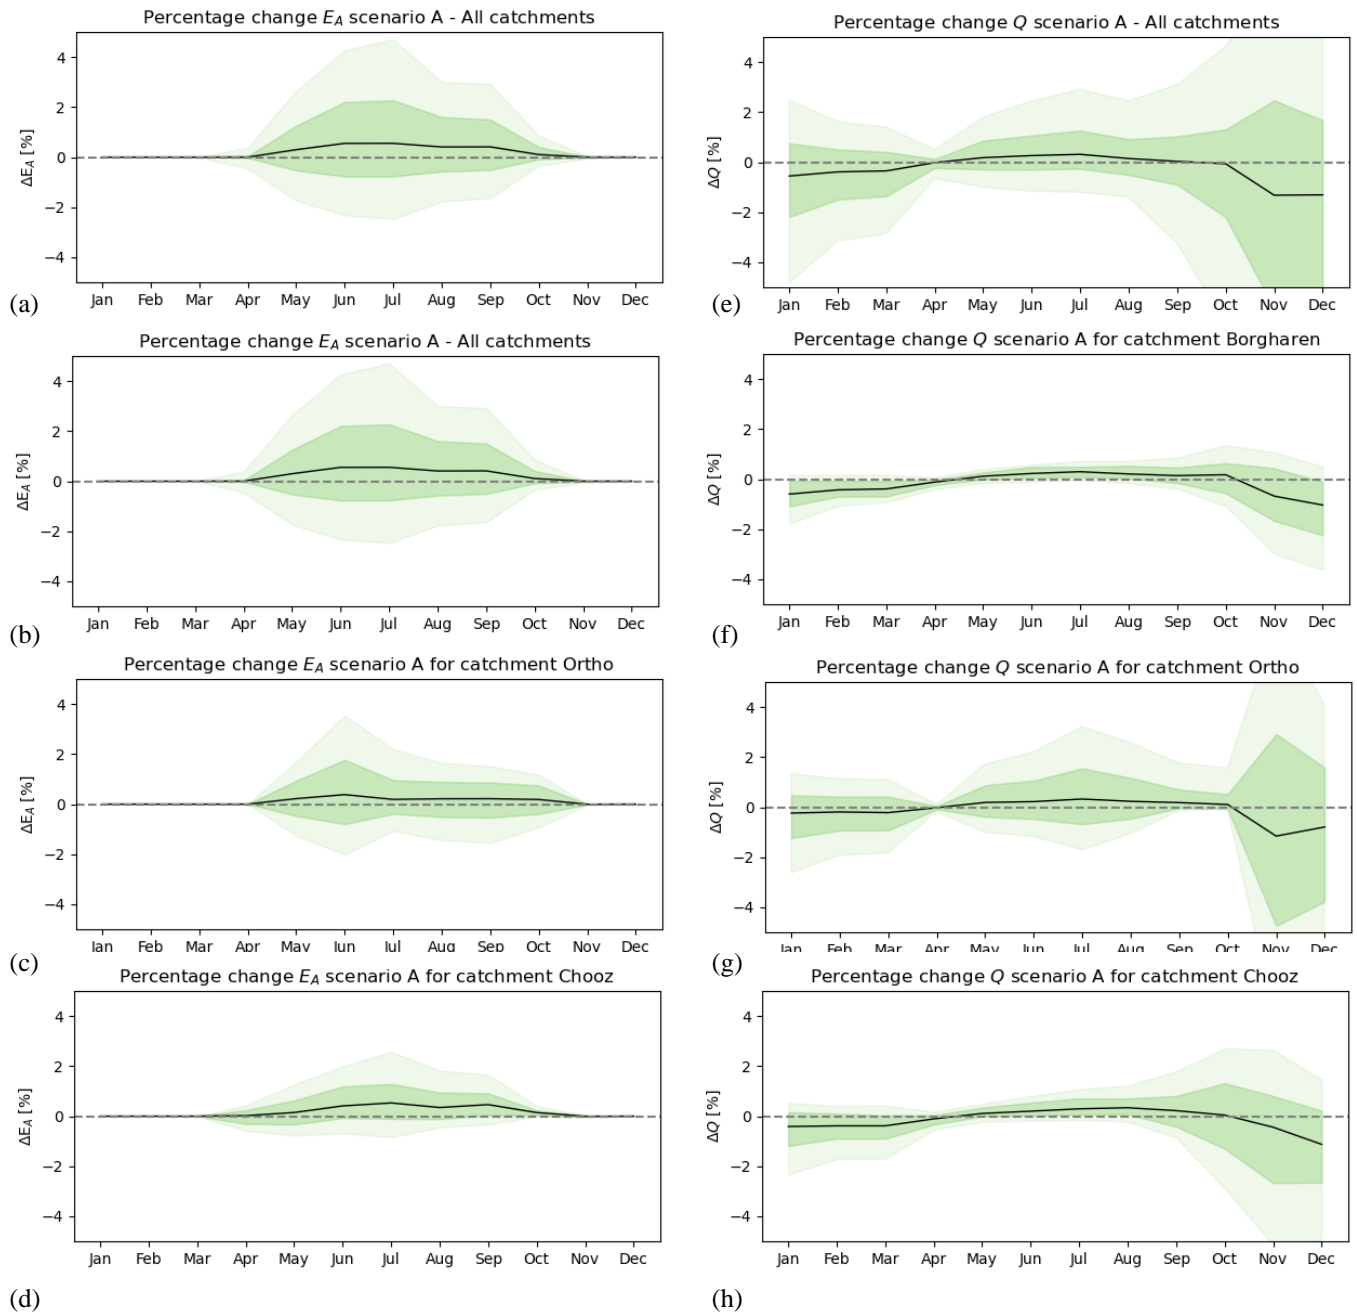 Percentage change E_A scenario A - All catchments
4
2
0
−2
−4
ΔE_A [%]
Jan Feb Mar Apr May Jun Jul Aug Sep Oct Nov Dec
(a)
Percentage change Q scenario A - All catchments
4
2
0
−2
−4
ΔQ [%]
Jan Feb Mar Apr May Jun Jul Aug Sep Oct Nov Dec
(e)
Percentage change E_A scenario A - All catchments
4
2
0
−2
−4
ΔE_A [%]
Jan Feb Mar Apr May Jun Jul Aug Sep Oct Nov Dec
(b)
Percentage change Q scenario A for catchment Borgharen
4
2
0
−2
−4
ΔQ [%]
Jan Feb Mar Apr May Jun Jul Aug Sep Oct Nov Dec
(f)
Percentage change E_A scenario A for catchment Ortho
4
2
0
−2
−4
ΔE_A [%]
Jan Feb Mar Apr May Jun Jul Aug Sep Oct Nov Dec
(c)
Percentage change Q scenario A for catchment Ortho
4
2
0
−2
−4
ΔQ [%]
Jan Feb Mar Apr May Jun Jul Aug Sep Oct Nov Dec
(g)
Percentage change E_A scenario A for catchment Chooz
4
2
0
−2
−4
ΔE_A [%]
Jan Feb Mar Apr May Jun Jul Aug Sep Oct Nov Dec
(d)
Percentage change Q scenario A for catchment Chooz
4
2
0
−2
−4
ΔQ [%]
Jan Feb Mar Apr May Jun Jul Aug Sep Oct Nov Dec
(h)